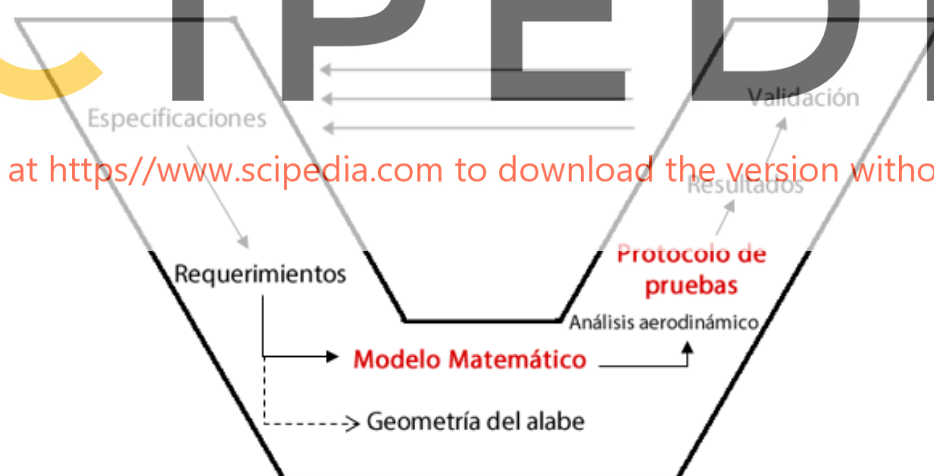 CIPEDI
Especificaciones
Validación
at https//www.scipedia.com to download the version witho
Resultados
Requerimientos
Protocolo de
pruebas
Análisis aerodinámico
Modelo Matemático
Geometría del alabe